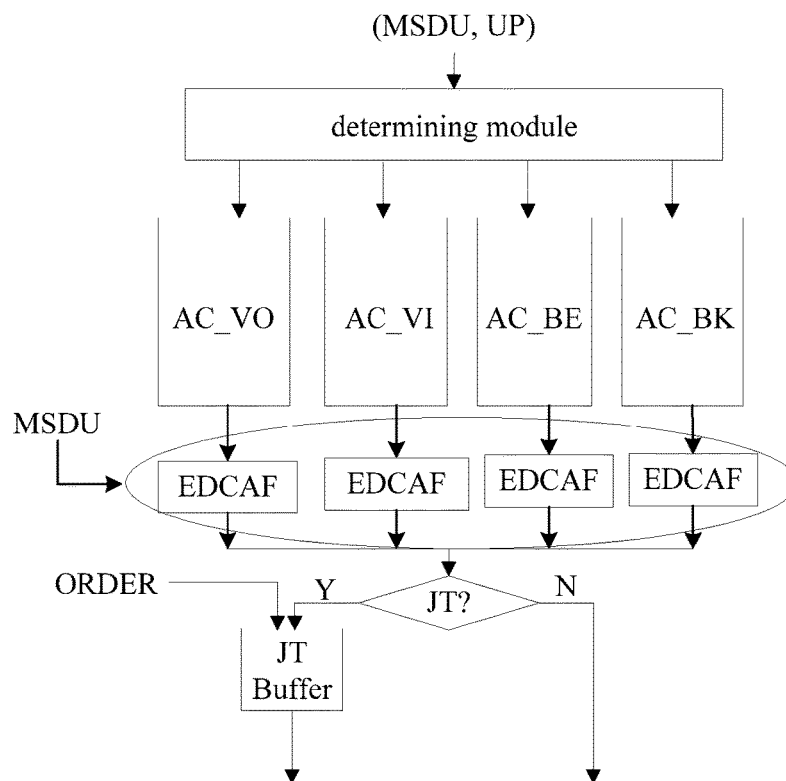 (MSDU, UP)
determining module
AC_VO
AC_VI
AC_BE
AC_BK
MSDU
EDCAF
EDCAF
EDCAF
EDCAF
ORDER
Y
JT?
N
JT
Buffer